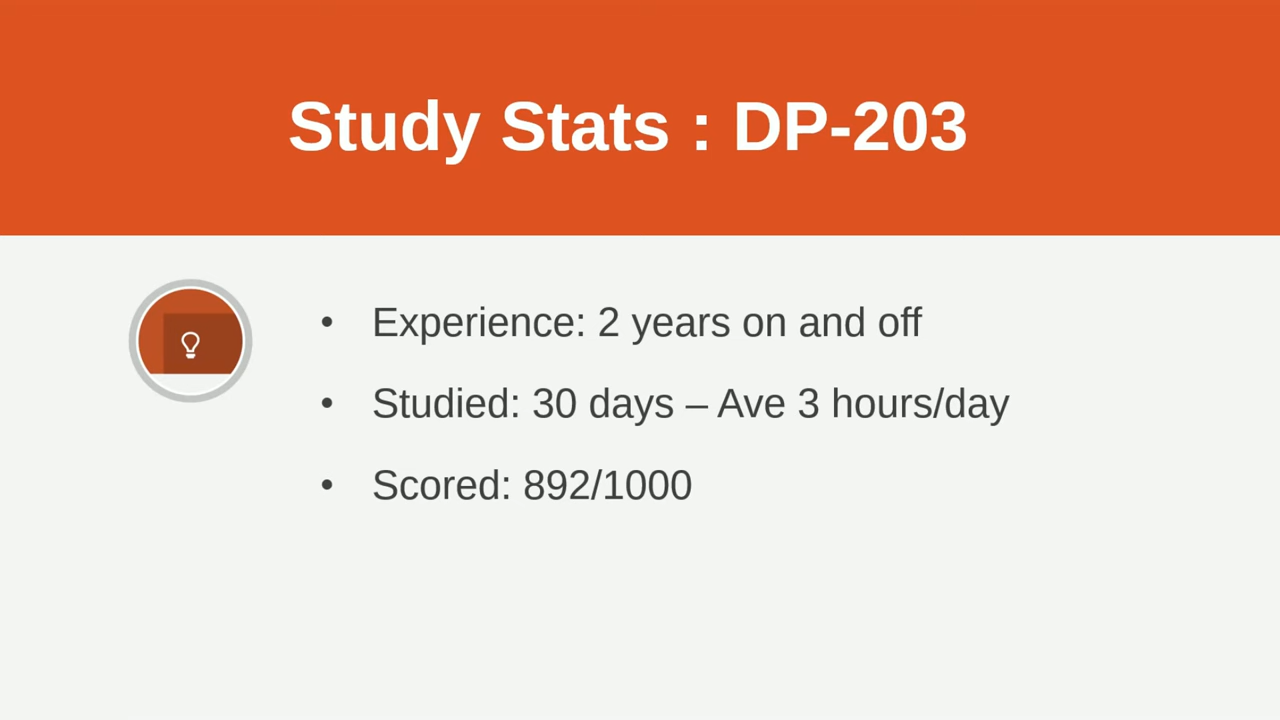 Study Stats : DP-203
• Experience: 2 years on and off
• Studied: 30 days – Ave 3 hours/day
• Scored: 892/1000